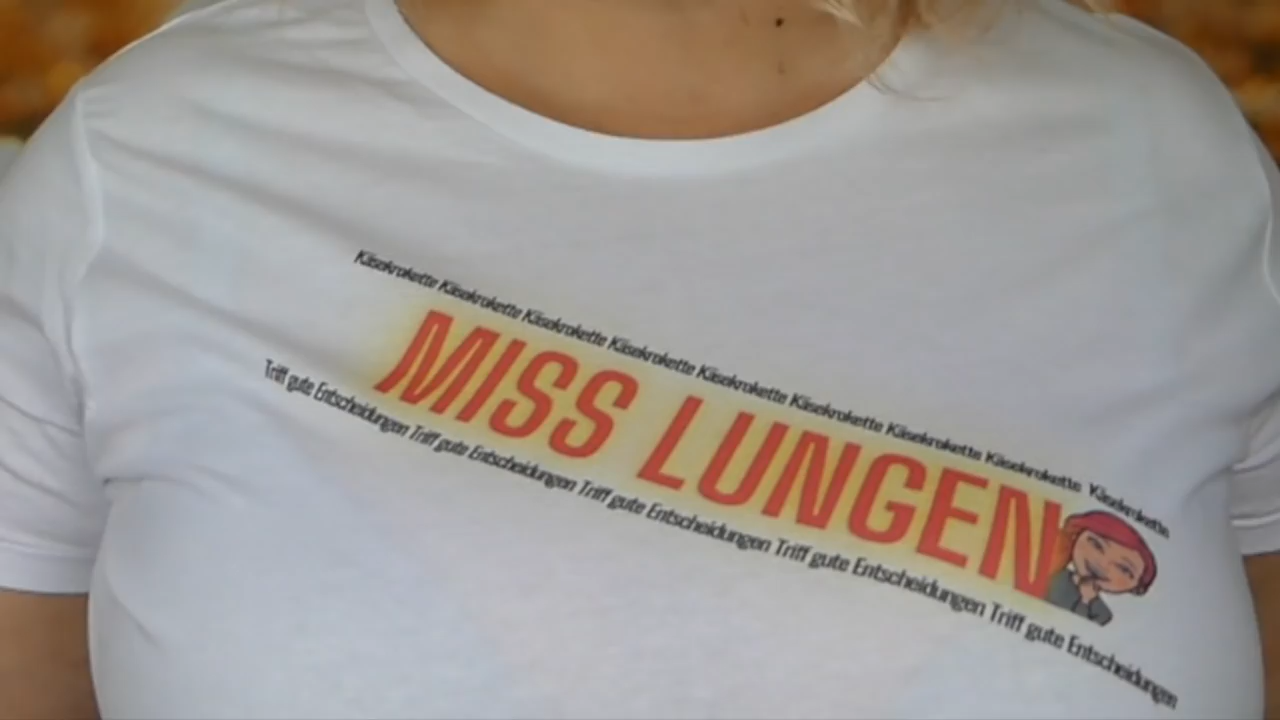 Käsekrokette Käsekrokette Käsekrokette Käsekrokette Käsekrokette Käsekrokette Käsekrokette Käsekrokette Käsekrokette
MISS LUNGEN
Triff gute Entscheidungen Triff gute Entscheidungen Triff gute Entscheidungen Triff gute Entscheidungen Triff gute Entscheidungen